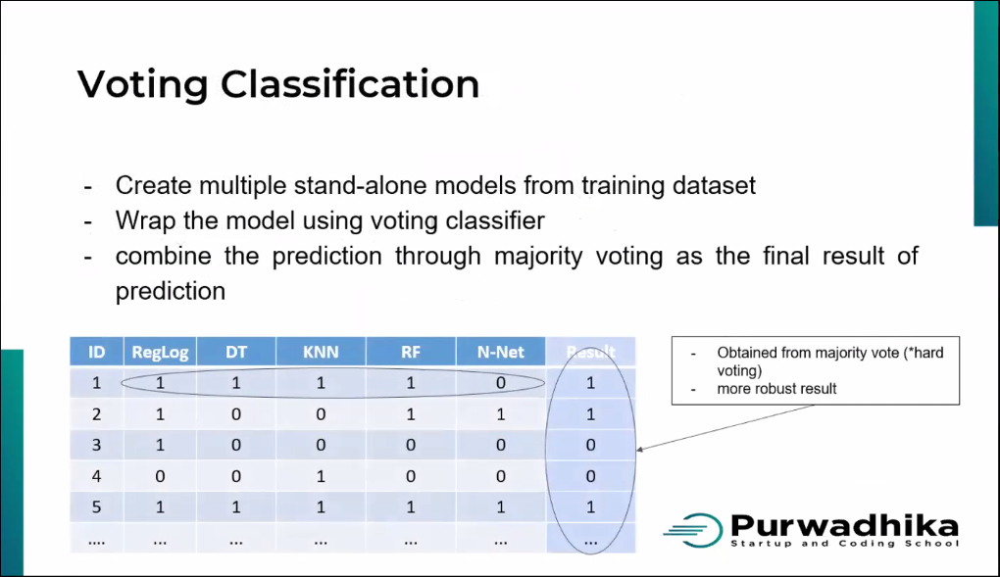 Voting Classification
- Create multiple stand-alone models from training dataset
- Wrap the model using voting classifier
- combine the prediction through majority voting as the final result of
prediction
ID RegLog DT KNN RF N-Net Result
1 1 1 1 1 0 1
2 1 0 0 1 1 1
3 1 0 0 0 0 0
4 0 0 1 0 0 0
5 1 1 1 1 1 1
.... ... ... ... ... ... ...
- Obtained from majority vote (*hard
voting)
- more robust result
Purwadhika
Startup and Coding School